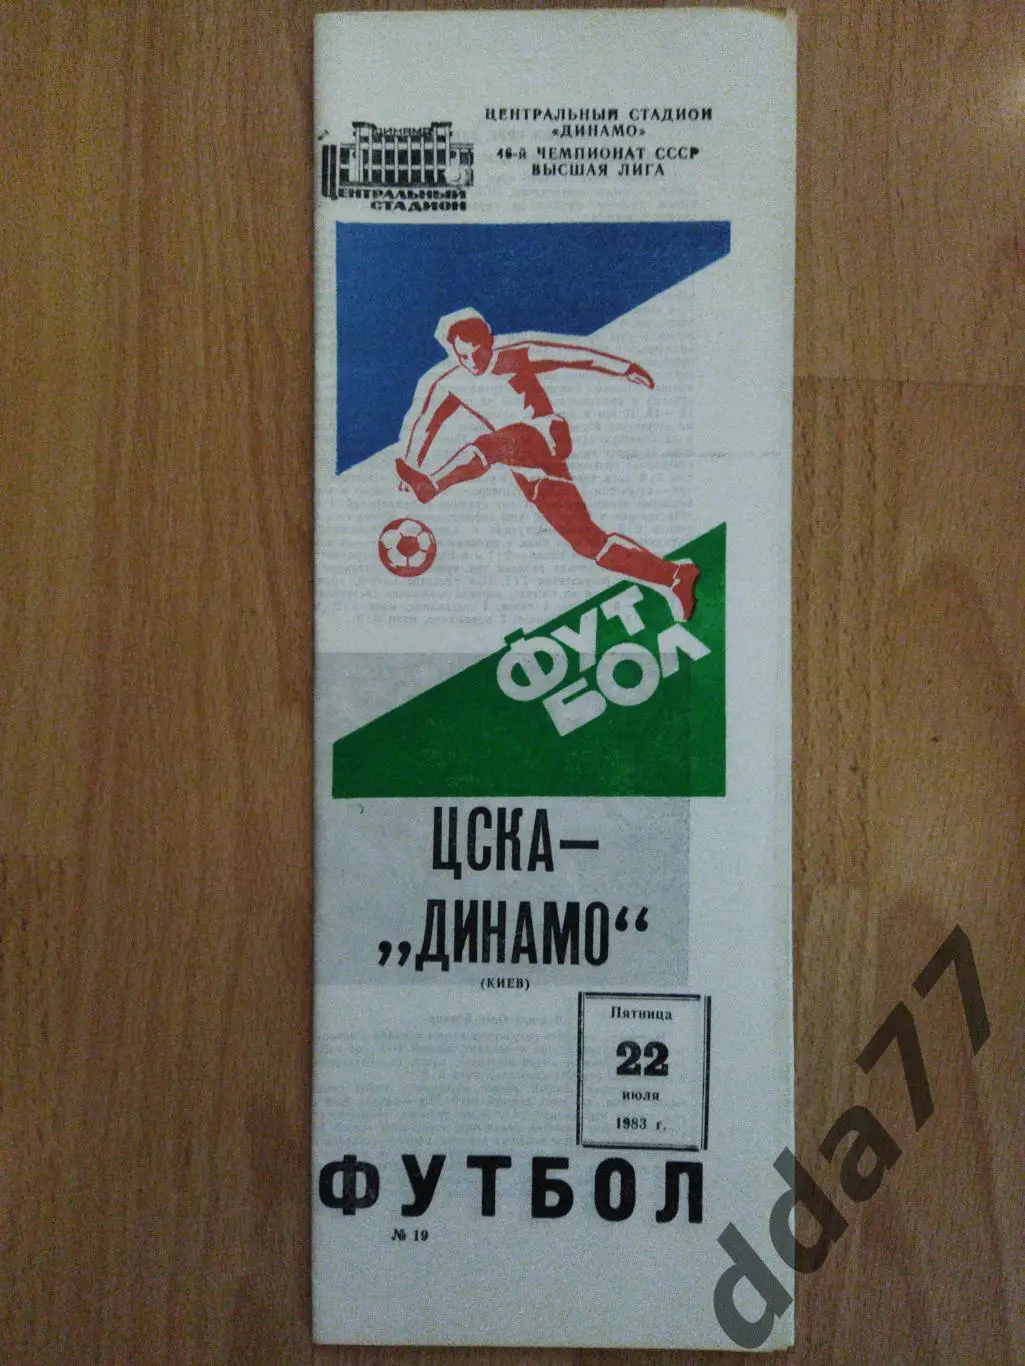 ДИНАМО
ЦЕНТРАЛЬНЫЙ
СТАДИОН
ЦЕНТРАЛЬНЫЙ СТАДИОН
«ДИНАМО»
46-й ЧЕМПИОНАТ СССР
ВЫСШАЯ ЛИГА
ФУТ
БОЛ
ЦСКА—
„ДИНАМО“
(КИЕВ)
Пятница
22
июля
1983 г.
ФУТБОЛ
№ 19
dda77